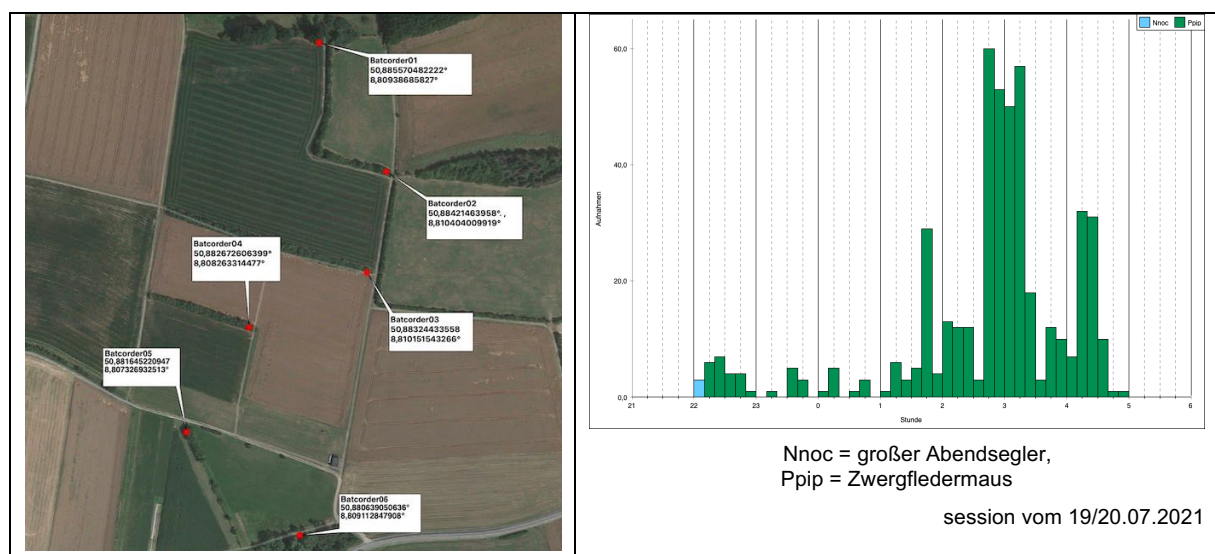 Batcorder01
50,885570482222°
8,80938685827°
Batcorder02
50,88421463958°. ,
8,810404009919°
Batcorder04
50,882672606399°
8,808263314477°
Batcorder03
50,88324433558
8,810151543266°
Batcorder05
50,881645220947
8,807326932513°
Batcorder06
50,880639050636°
8,809112847908°
Nnoc Ppip
60,0
40,0
20,0
0,0
Aufnahmen
21 22 23 0 1 2 3 4 5 6
Stunde
Nnoc = großer Abendsegler,
Ppip = Zwergfledermaus
session vom 19/20.07.2021